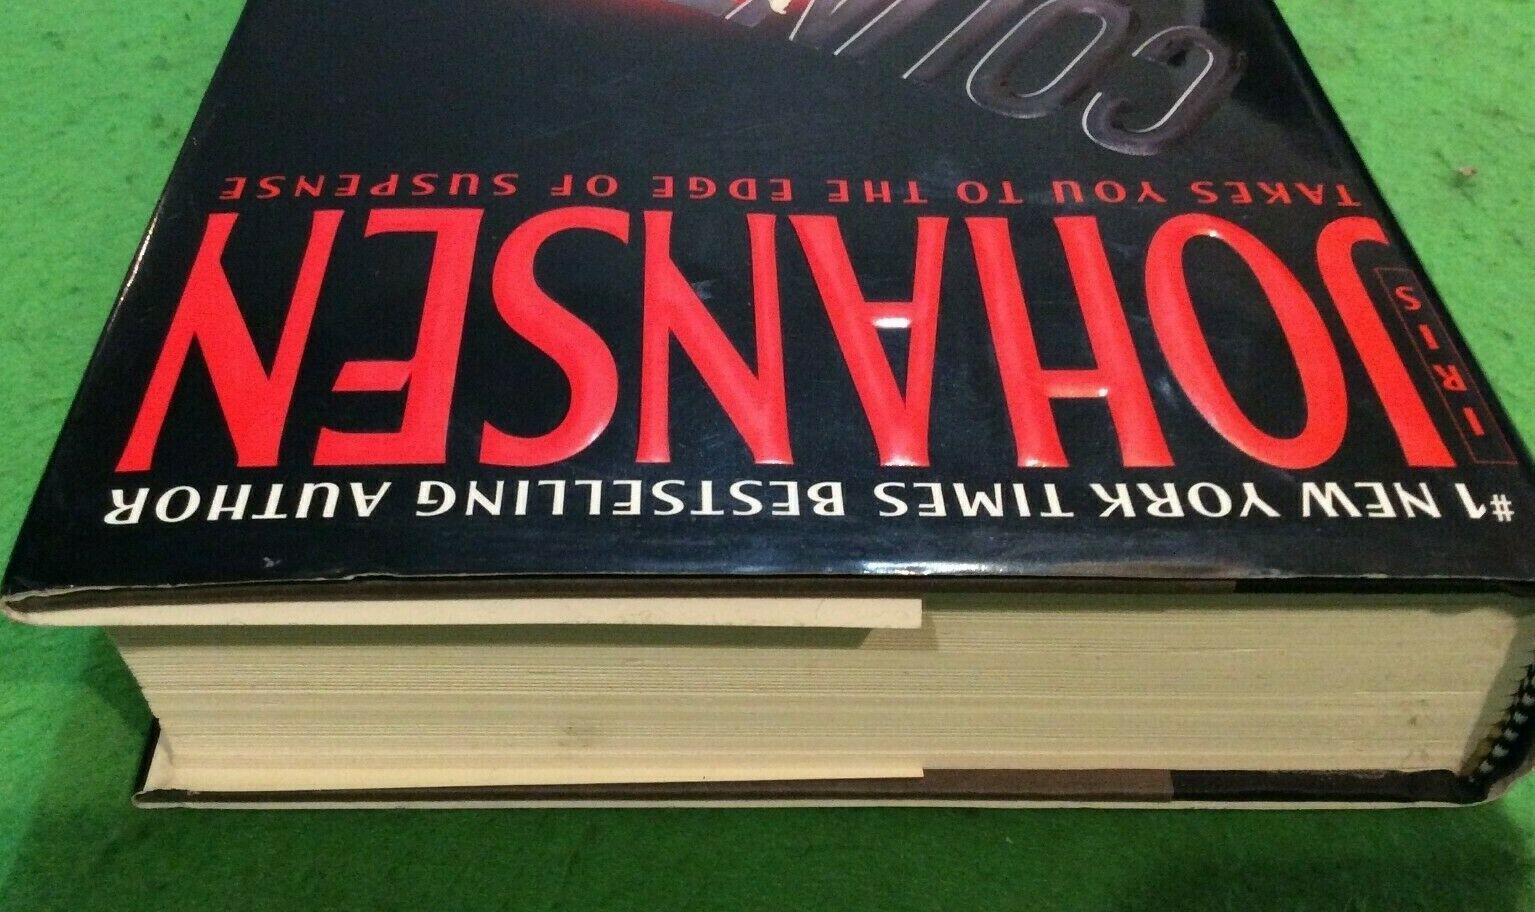 #1 NEW YORK TIMES BESTSELLING AUTHOR
IRIS
JOHANSEN
TAKES YOU TO THE EDGE OF SUSPENSE